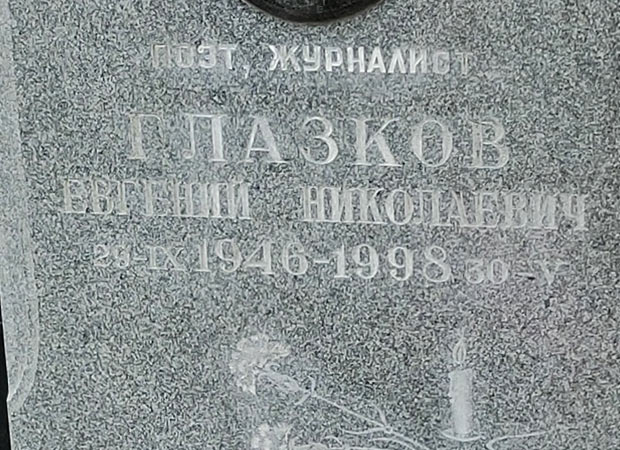 ПОЭТ, ЖУРНАЛИСТ
ГЛАЗКОВ
ЕВГЕНИЙ НИКОЛАЕВИЧ
29-IX 1946-1998 30-V